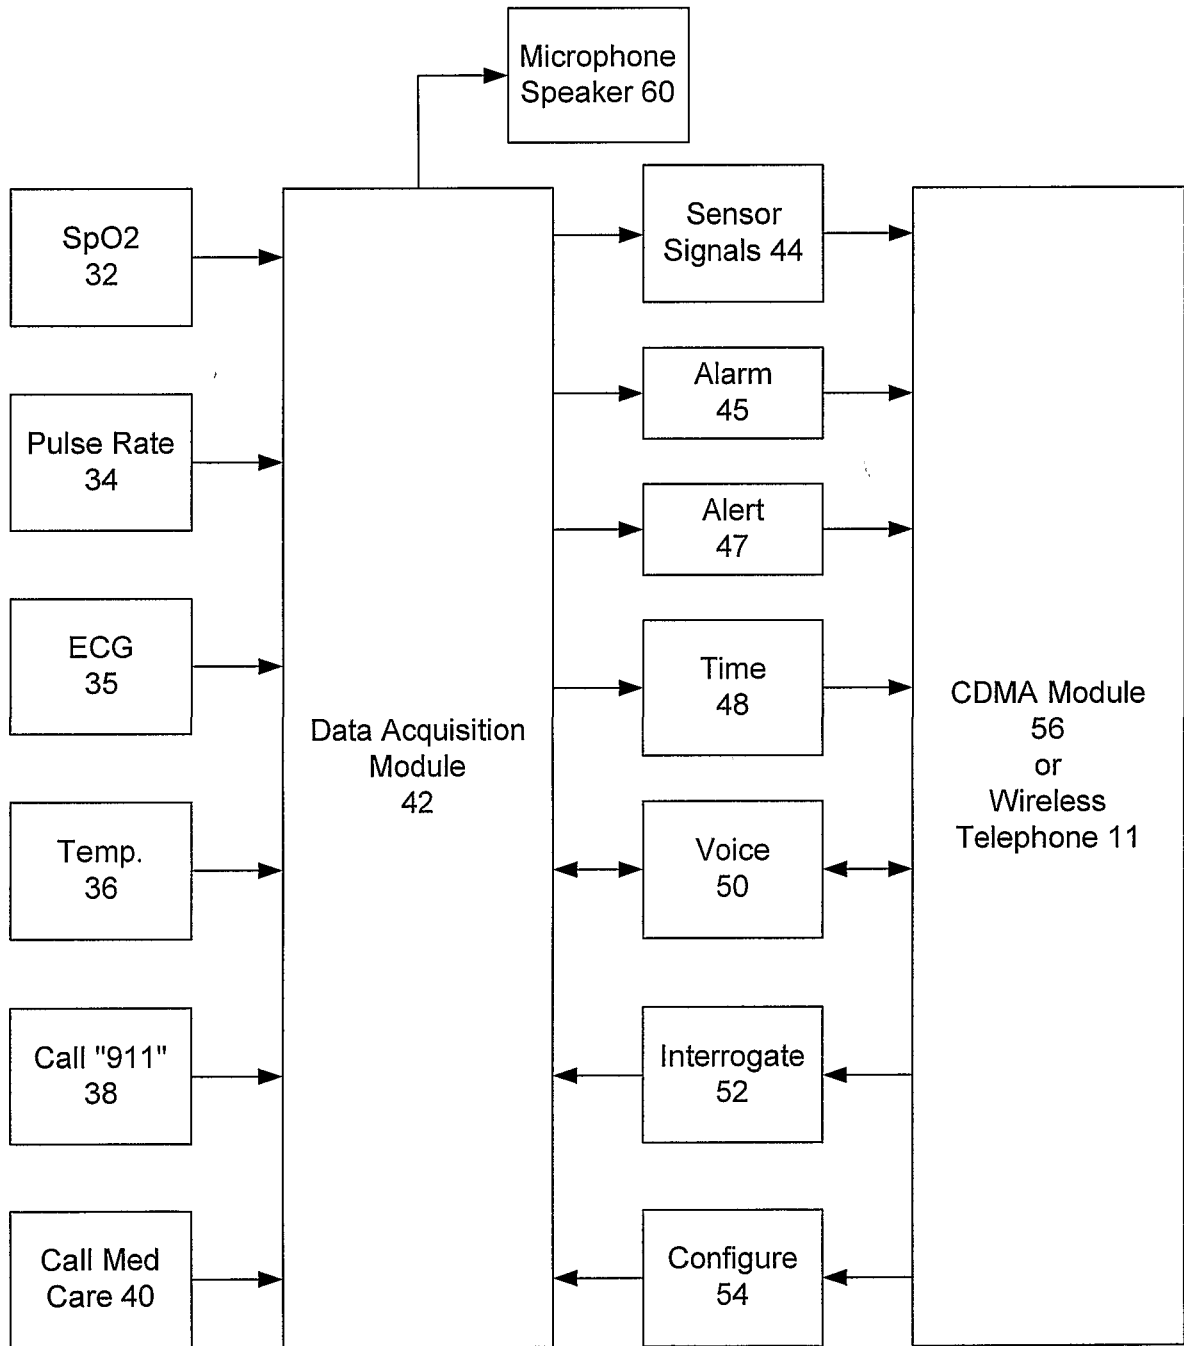 Microphone
Speaker 60
SpO2
32
Pulse Rate
34
ECG
35
Temp.
36
Call "911"
38
Call Med
Care 40
Data Acquisition
Module
42
Sensor
Signals 44
Alarm
45
Alert
47
Time
48
Voice
50
Interrogate
52
Configure
54
CDMA Module
56
or
Wireless
Telephone 11